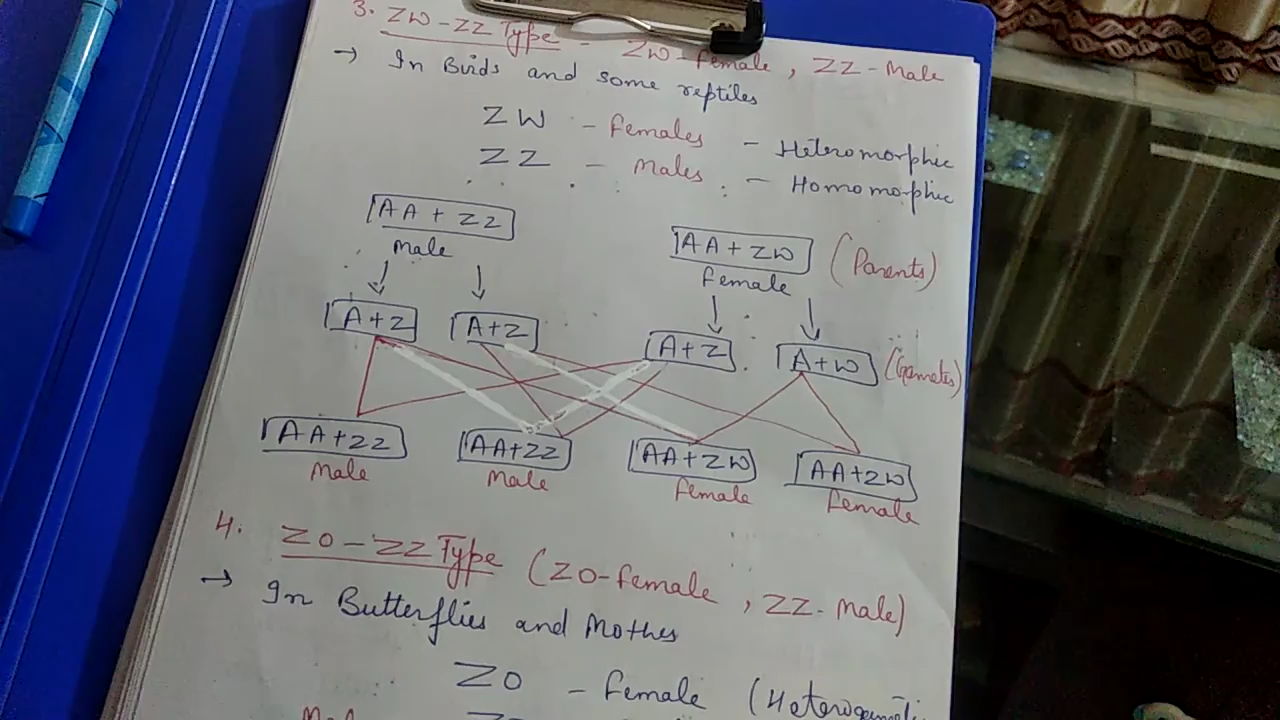 3. ZW-ZZ Type - ZW-Female, ZZ-Male
→ In Birds and some reptiles
ZW - Females - Heteromorphic
ZZ - Males - Homomorphic
AA+ZZ
Male
AA+ZW (Parents)
Female
A+Z A+Z A+Z A+W (Gametes)
AA+ZZ AA+ZZ AA+ZW AA+ZW
Male Male Female Female
4. ZO-ZZ Type (ZO-Female, ZZ-Male)
→ In Butterflies and Mothes
ZO - Female (Heterogameti